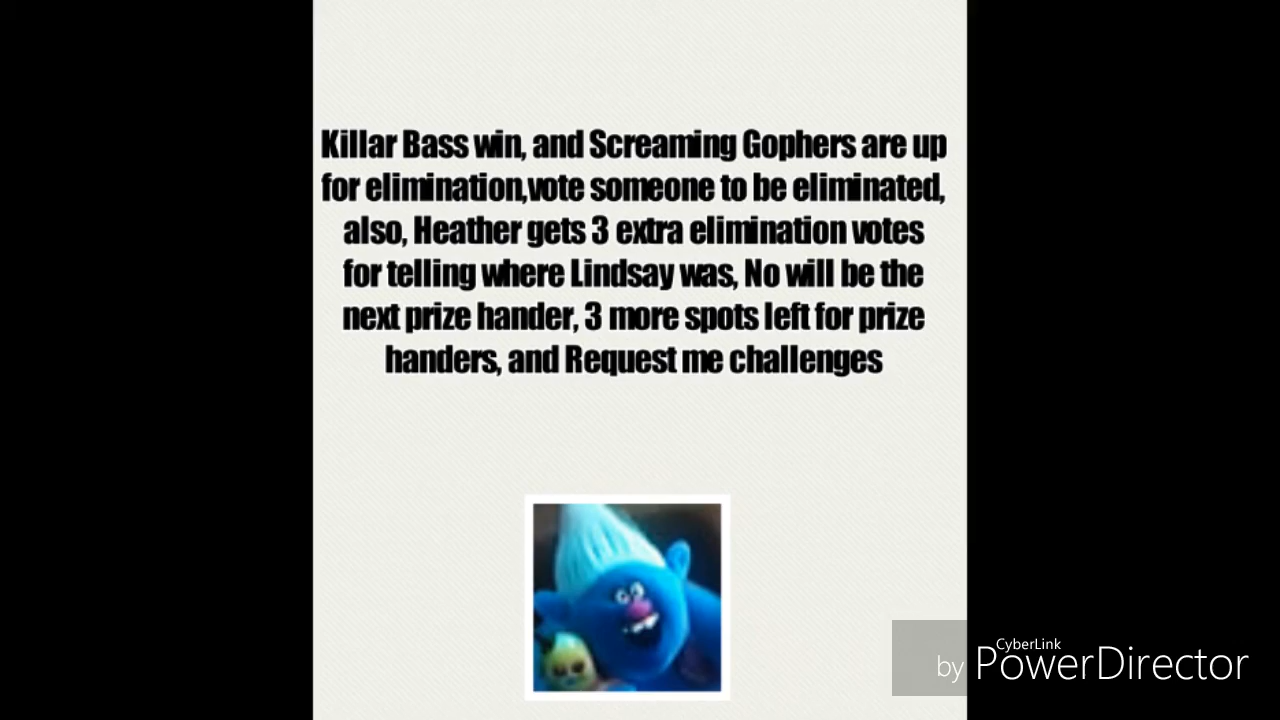 Killar Bass win, and Screaming Gophers are up
for elimination,vote someone to be eliminated,
also, Heather gets 3 extra elimination votes
for telling where Lindsay was, No will be the
next prize hander, 3 more spots left for prize
handers, and Request me challenges
CyberLink
by PowerDirector